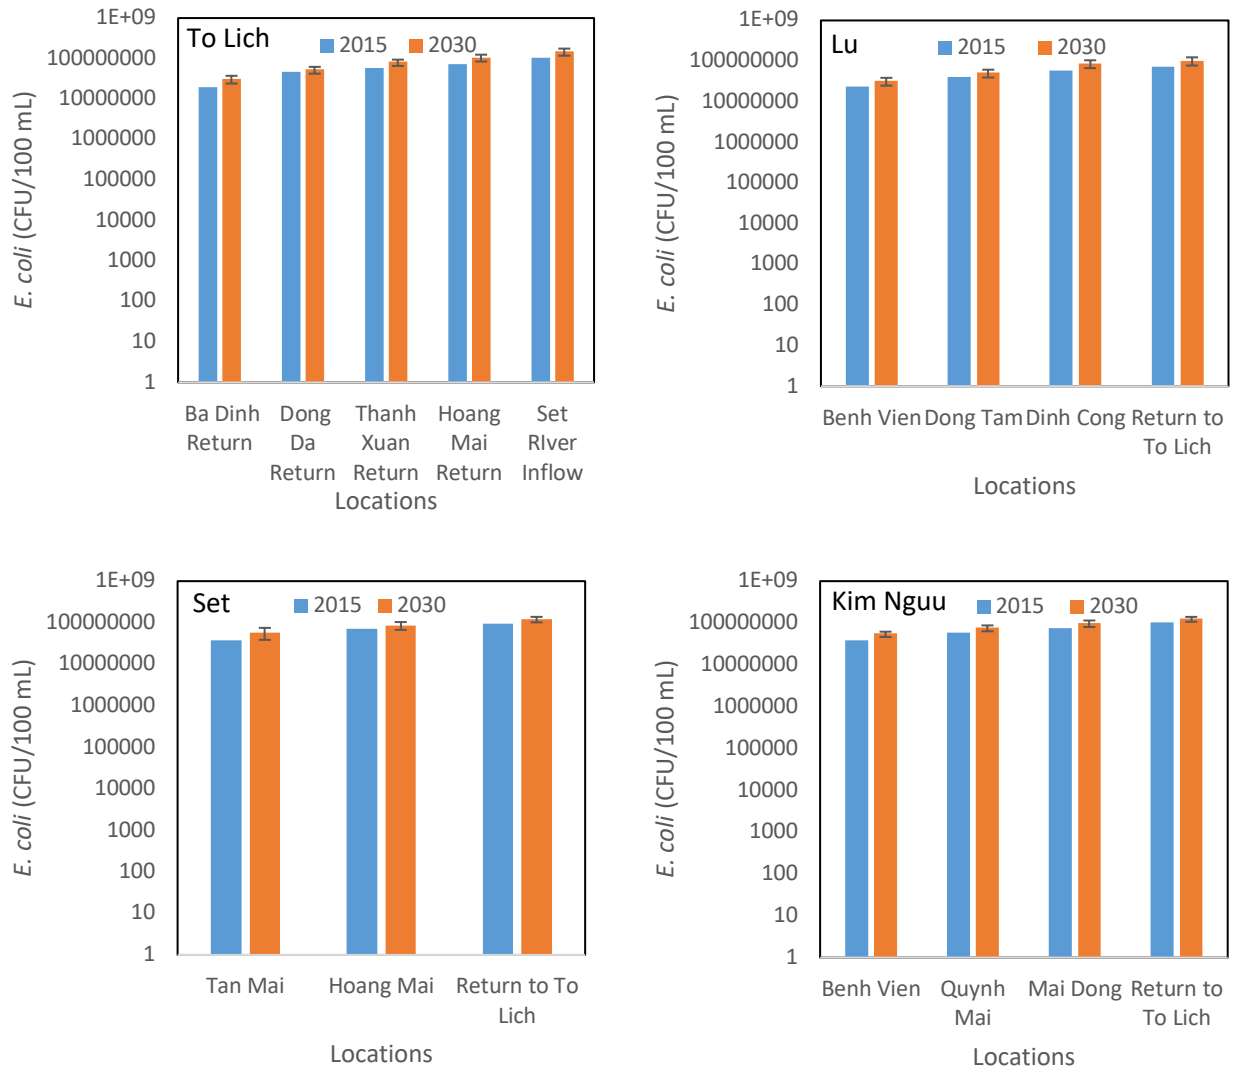 To Lich
2015 2030
1E+09
100000000
10000000
1000000
100000
10000
1000
100
10
1
E. coli (CFU/100 mL)
Ba Dinh Return
Dong Da Return
Thanh Xuan Return
Hoang Mai Return
Set RIver Inflow
Locations
Lu
2015 2030
1E+09
100000000
10000000
1000000
100000
10000
1000
100
10
1
E. coli (CFU/100 mL)
Benh Vien
Dong Tam
Dinh Cong
Return to To Lich
Locations
Set
2015 2030
1E+09
100000000
10000000
1000000
100000
10000
1000
100
10
1
E. coli (CFU/100 mL)
Tan Mai
Hoang Mai
Return to To Lich
Locations
Kim Nguu
2015 2030
1E+09
100000000
10000000
1000000
100000
10000
1000
100
10
1
E. coli (CFU/100 mL)
Benh Vien
Quynh Mai
Mai Dong
Return to To Lich
Locations